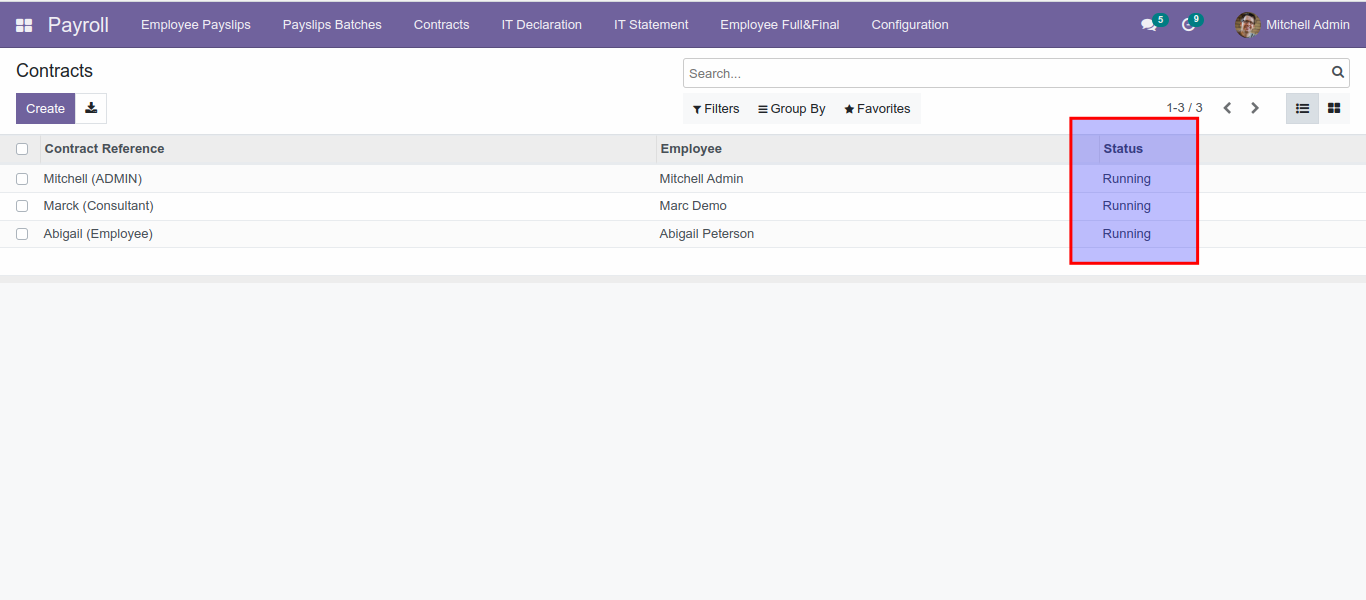 Payroll Employee Payslips Payslips Batches Contracts IT Declaration IT Statement Employee Full&Final Configuration 5 9 Mitchell Admin
Contracts
Search...
Create
Filters Group By Favorites 1-3 / 3
Contract Reference Employee Status
Mitchell (ADMIN) Mitchell Admin Running
Marck (Consultant) Marc Demo Running
Abigail (Employee) Abigail Peterson Running